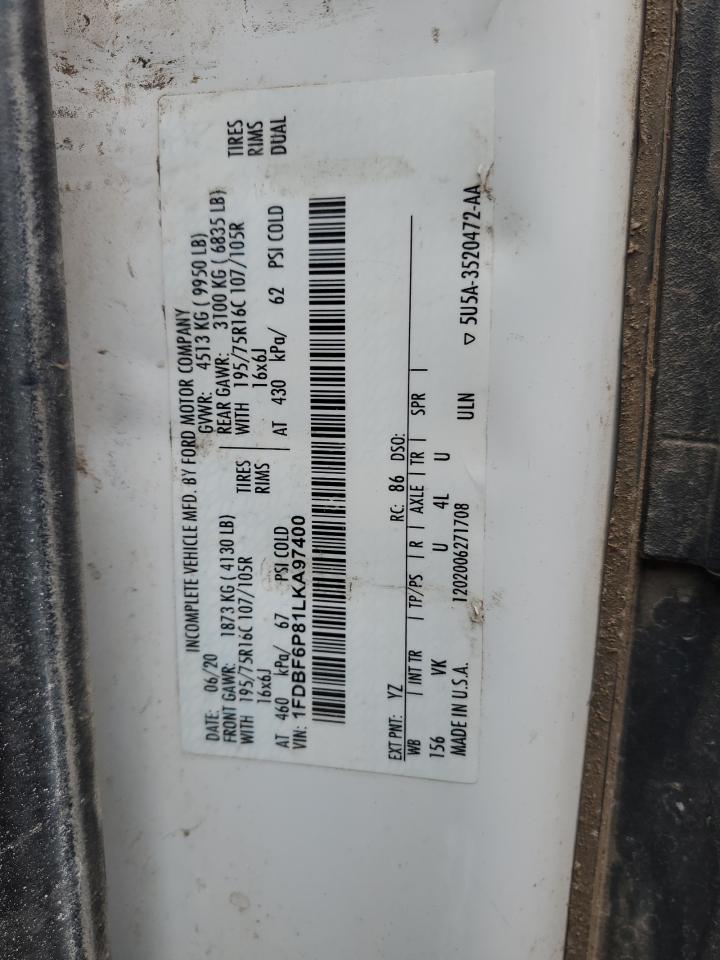 INCOMPLETE VEHICLE MFD. BY FORD MOTOR COMPANY
DATE: 06/20 GVWR: 4513 KG ( 9950 LB)
FRONT GAWR: 1873 KG ( 4130 LB) REAR GAWR: 3100 KG ( 6835 LB)
WITH 195/75R16C 107/105R TIRES WITH 195/75R16C 107/105R TIRES
16x6J RIMS 16x6J RIMS
AT 460 kPa/ 67 PSI COLD AT 430 kPa/ 62 PSI COLD DUAL
VIN: 1FDBF6P81LKA97400
EXT PNT: YZ RC: 86 DSO:
WB | INT TR | TP/PS | R | AXLE | TR | SPR |
156 VK U 4L U
MADE IN U.S.A. 1202006271708 ULN ▽ 5U5A-3520472-AA